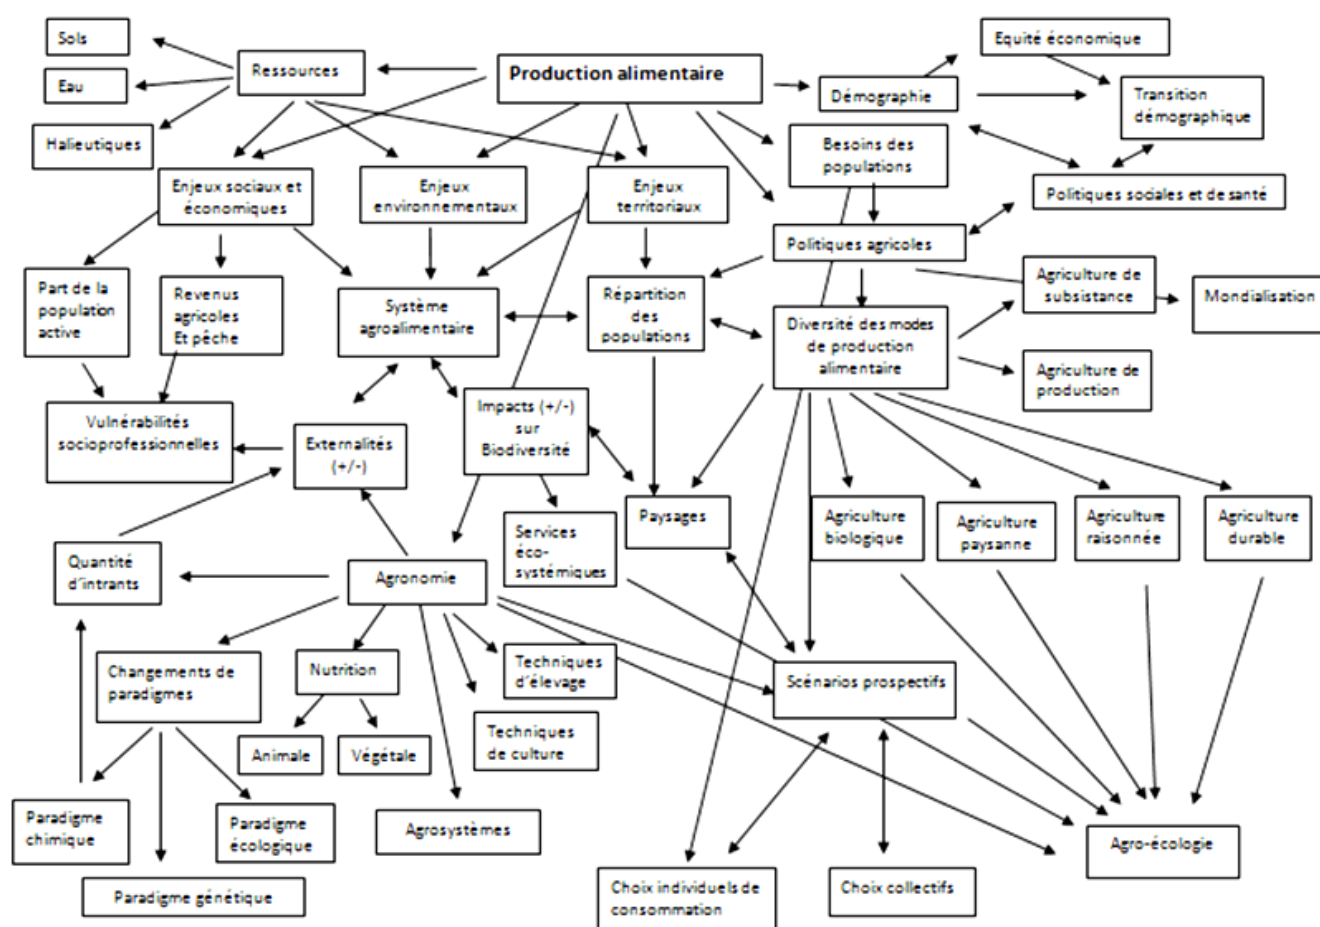 Sols
Equité économique
Ressources
Production alimentaire
Eau
Démographie
Transition
démographique
Halieutiques
Besoins des
populations
Enjeux sociaux et
économiques
Enjeux
environnementaux
Enjeux
territoriaux
Politiques sociales et de santé
Politiques agricoles
Part de la
population
active
Revenus
agricoles
Et pêche
Système
agroalimentaire
Répartition
des
populations
Agriculture de
subsistance
Mondialisation
Diversité des modes
de production
alimentaire
Agriculture de
production
Vulnérabilités
socioprofessionnelles
Externalités
(+/-)
Impacts (+/-)
sur
Biodiversité
Paysages
Services
éco-
systémiques
Agriculture
biologique
Agriculture
paysanne
Agriculture
raisonnée
Agriculture
durable
Quantité
d'intrants
Agronomie
Changements de
paradigmes
Nutrition
Techniques
d'élevage
Scénarios prospectifs
Animale
Végétale
Techniques
de culture
Paradigme
chimique
Paradigme
écologique
Agrosystèmes
Agro-écologie
Paradigme génétique
Choix individuels de
consommation
Choix collectifs